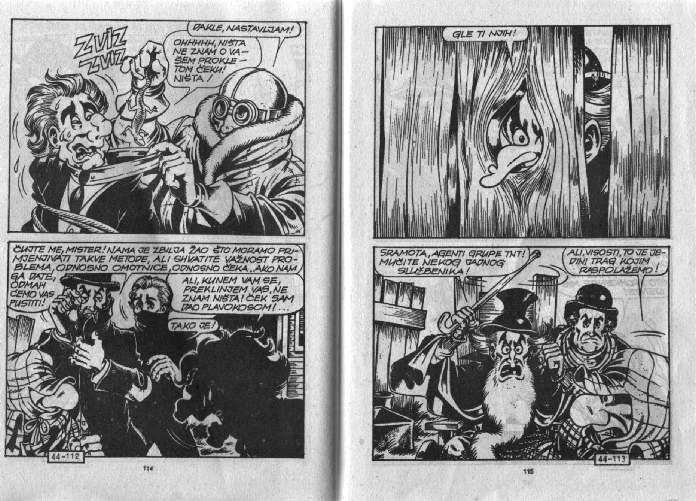 ZVIZ
ZVIZ
DAKLE, NASTAVLJAM!
OHHHHH, NIŠTA
NE ZNAM O VA-
ŠEM PROKLE-
TOM ČEKU!
NIŠTA!
ČUJTE ME, MISTER! NAMA JE ZBILJA ŽAO ŠTO MORAMO PRI-
MJENJIVATI TAKVE METODE, ALI SHVATITE VAŽNOST PRO-
BLEMA, ODNOSNO OMOTNICE, ODNOSNO ČEKA. AKO NAM
GA DATE,
ODMAH
ĆEMO VAS
PUSTITI!
ALI, KUNEM VAM SE,
PREKLINJEM VAS, NE
ZNAM NIŠTA! ČEK SAM
DAO PLAVOKOSOM!...
TAKO JE!
44-112
114
GLE TI NJIH!
SRAMOTA, AGENTI GRUPE TNT!
MUČITE NEKOG JADNOG
SLUŽBENIKA!
ALI, VISOSTI, TO JE JE-
DINI TRAG KOJIM
RASPOLAŽEMO!
44-113
115